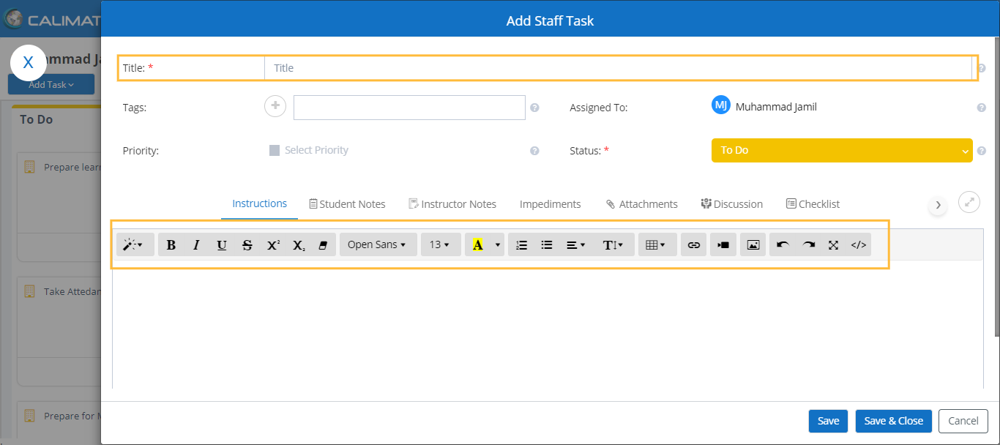 CALIMAT
Add Staff Task
X
mmad Ja
Add Task
To Do
Prepare lear
Take Attedan
Prepare for M
Title: *
Title
Tags:
+
Assigned To:
MJ Muhammad Jamil
Priority:
Select Priority
Status: *
To Do
Instructions Student Notes Instructor Notes Impediments Attachments Discussion Checklist
B I U S X² X₂ Open Sans 13 A T </>
Save Save & Close Cancel